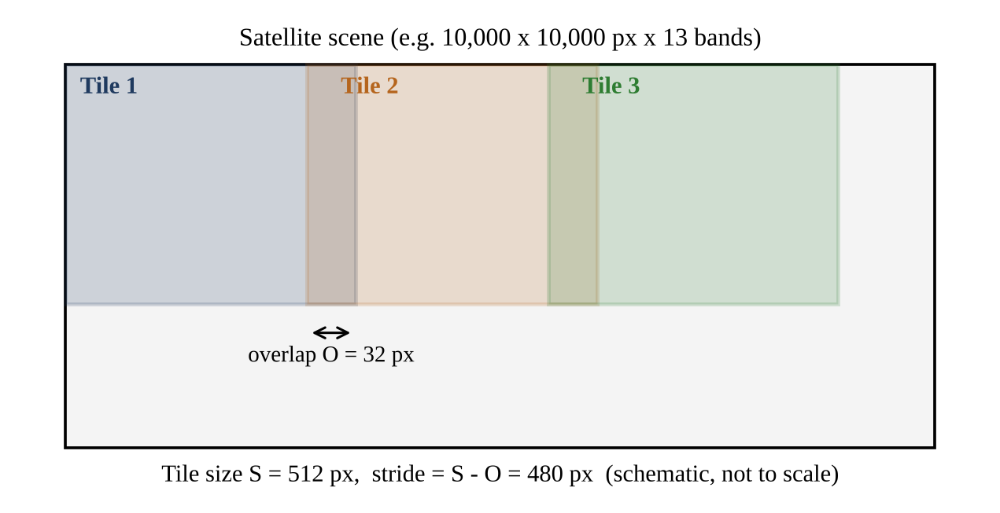 Satellite scene (e.g. 10,000 x 10,000 px x 13 bands)
Tile 1
Tile 2
Tile 3
overlap O = 32 px
Tile size S = 512 px,  stride = S - O = 480 px  (schematic, not to scale)